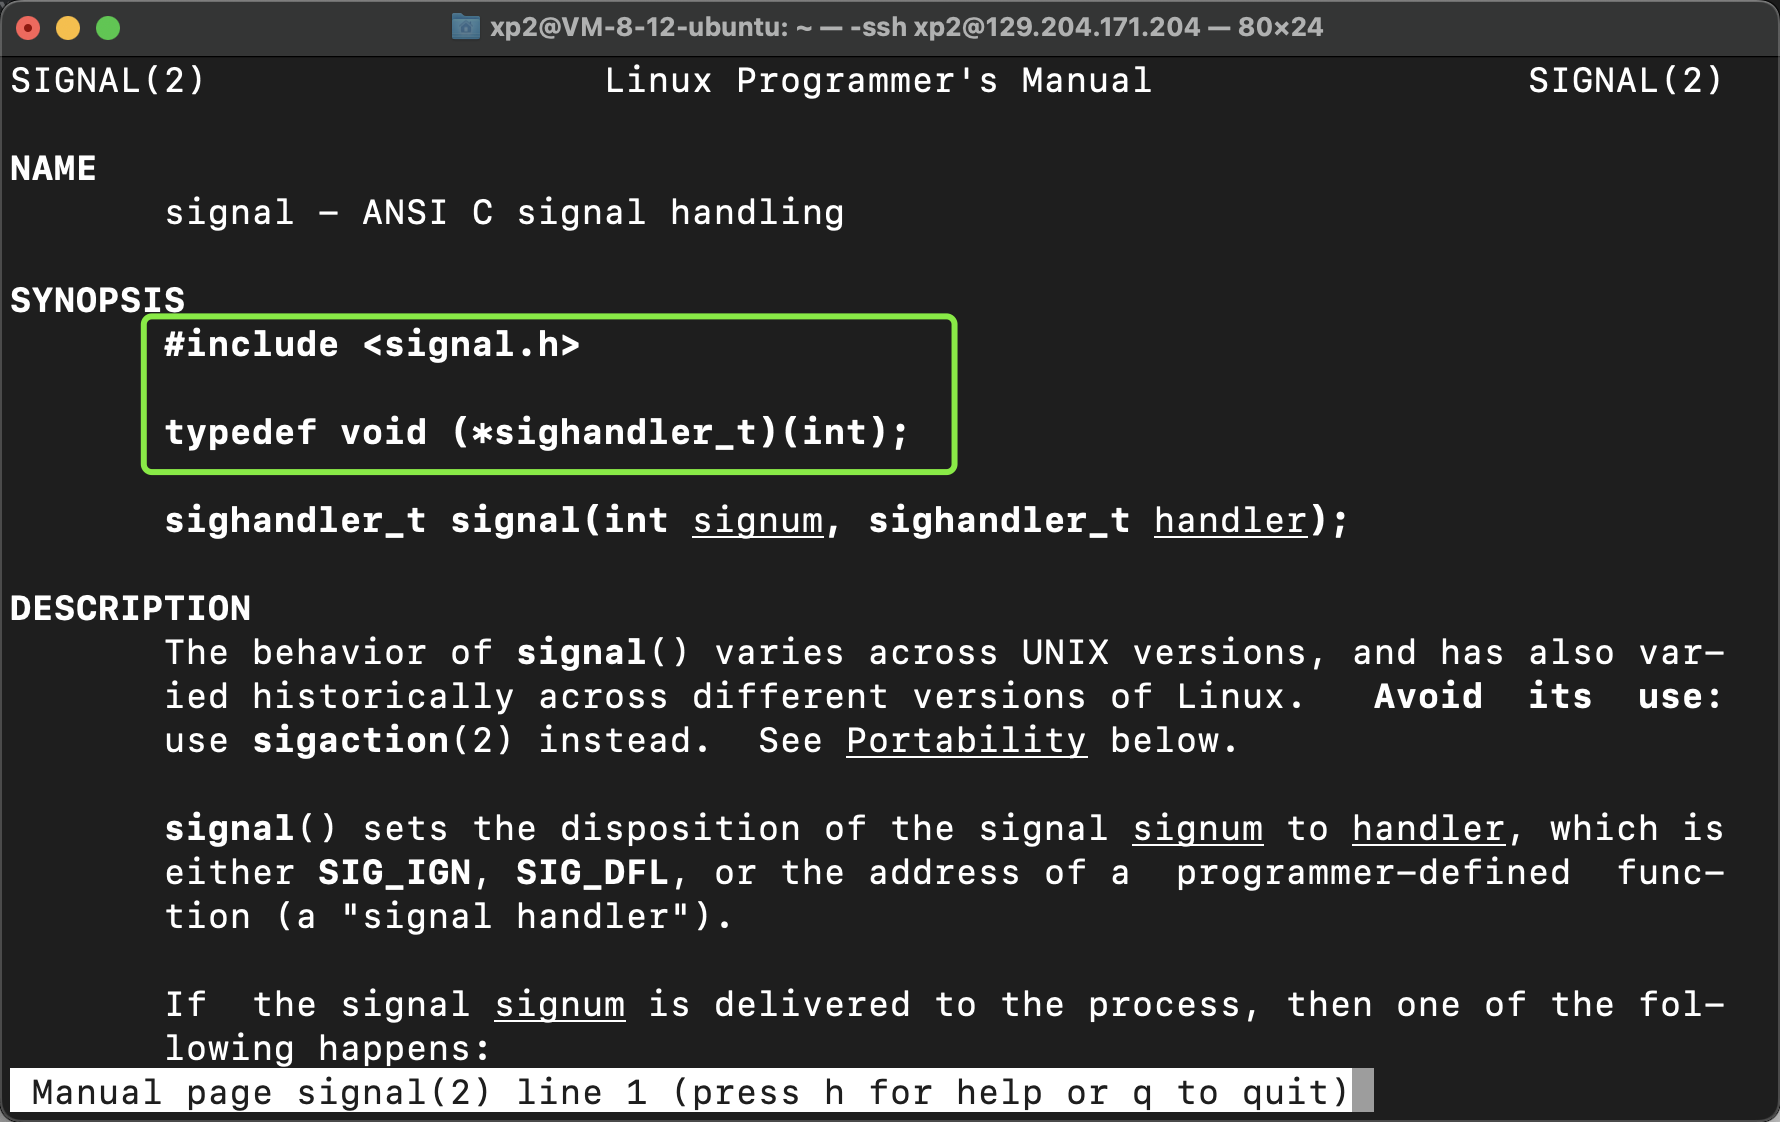 xp2@VM-8-12-ubuntu: ~ — -ssh xp2@129.204.171.204 — 80×24
SIGNAL(2) Linux Programmer's Manual SIGNAL(2)
NAME
signal – ANSI C signal handling
SYNOPSIS
#include <signal.h>
typedef void (*sighandler_t)(int);
sighandler_t signal(int signum, sighandler_t handler);
DESCRIPTION
The behavior of signal() varies across UNIX versions, and has also var–
ied historically across different versions of Linux. Avoid its use:
use sigaction(2) instead. See Portability below.
signal() sets the disposition of the signal signum to handler, which is
either SIG_IGN, SIG_DFL, or the address of a programmer–defined func–
tion (a "signal handler").
If the signal signum is delivered to the process, then one of the fol–
lowing happens:
Manual page signal(2) line 1 (press h for help or q to quit)